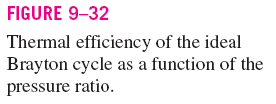 FIGURE 9–32
Thermal efficiency of the ideal
Brayton cycle as a function of the
pressure ratio.